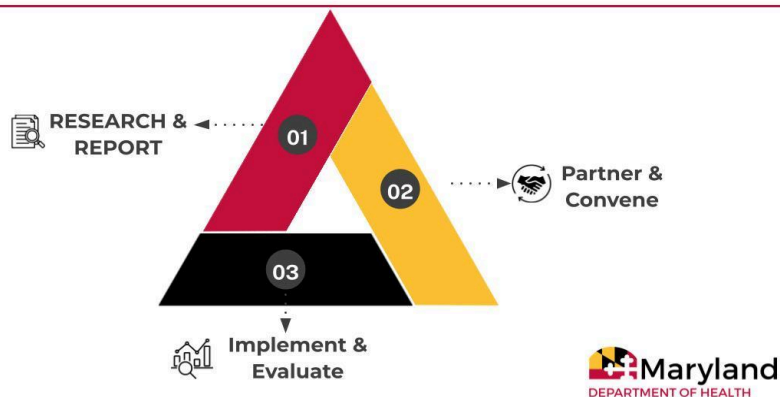 01
RESEARCH &
REPORT
02
Partner &
Convene
03
Implement &
Evaluate
Maryland
DEPARTMENT OF HEALTH